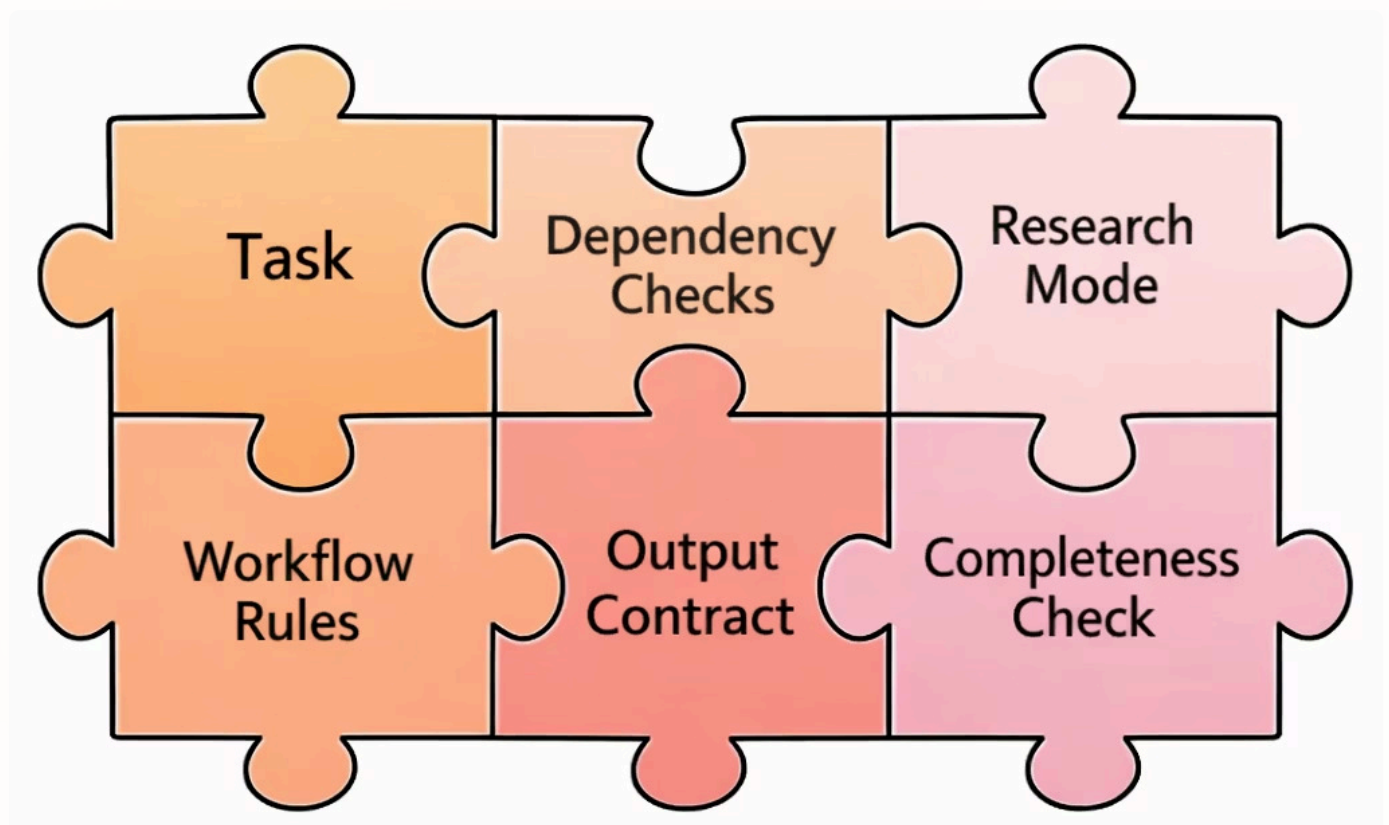 Task
Dependency
Checks
Research
Mode
Workflow
Rules
Output
Contract
Completeness
Check